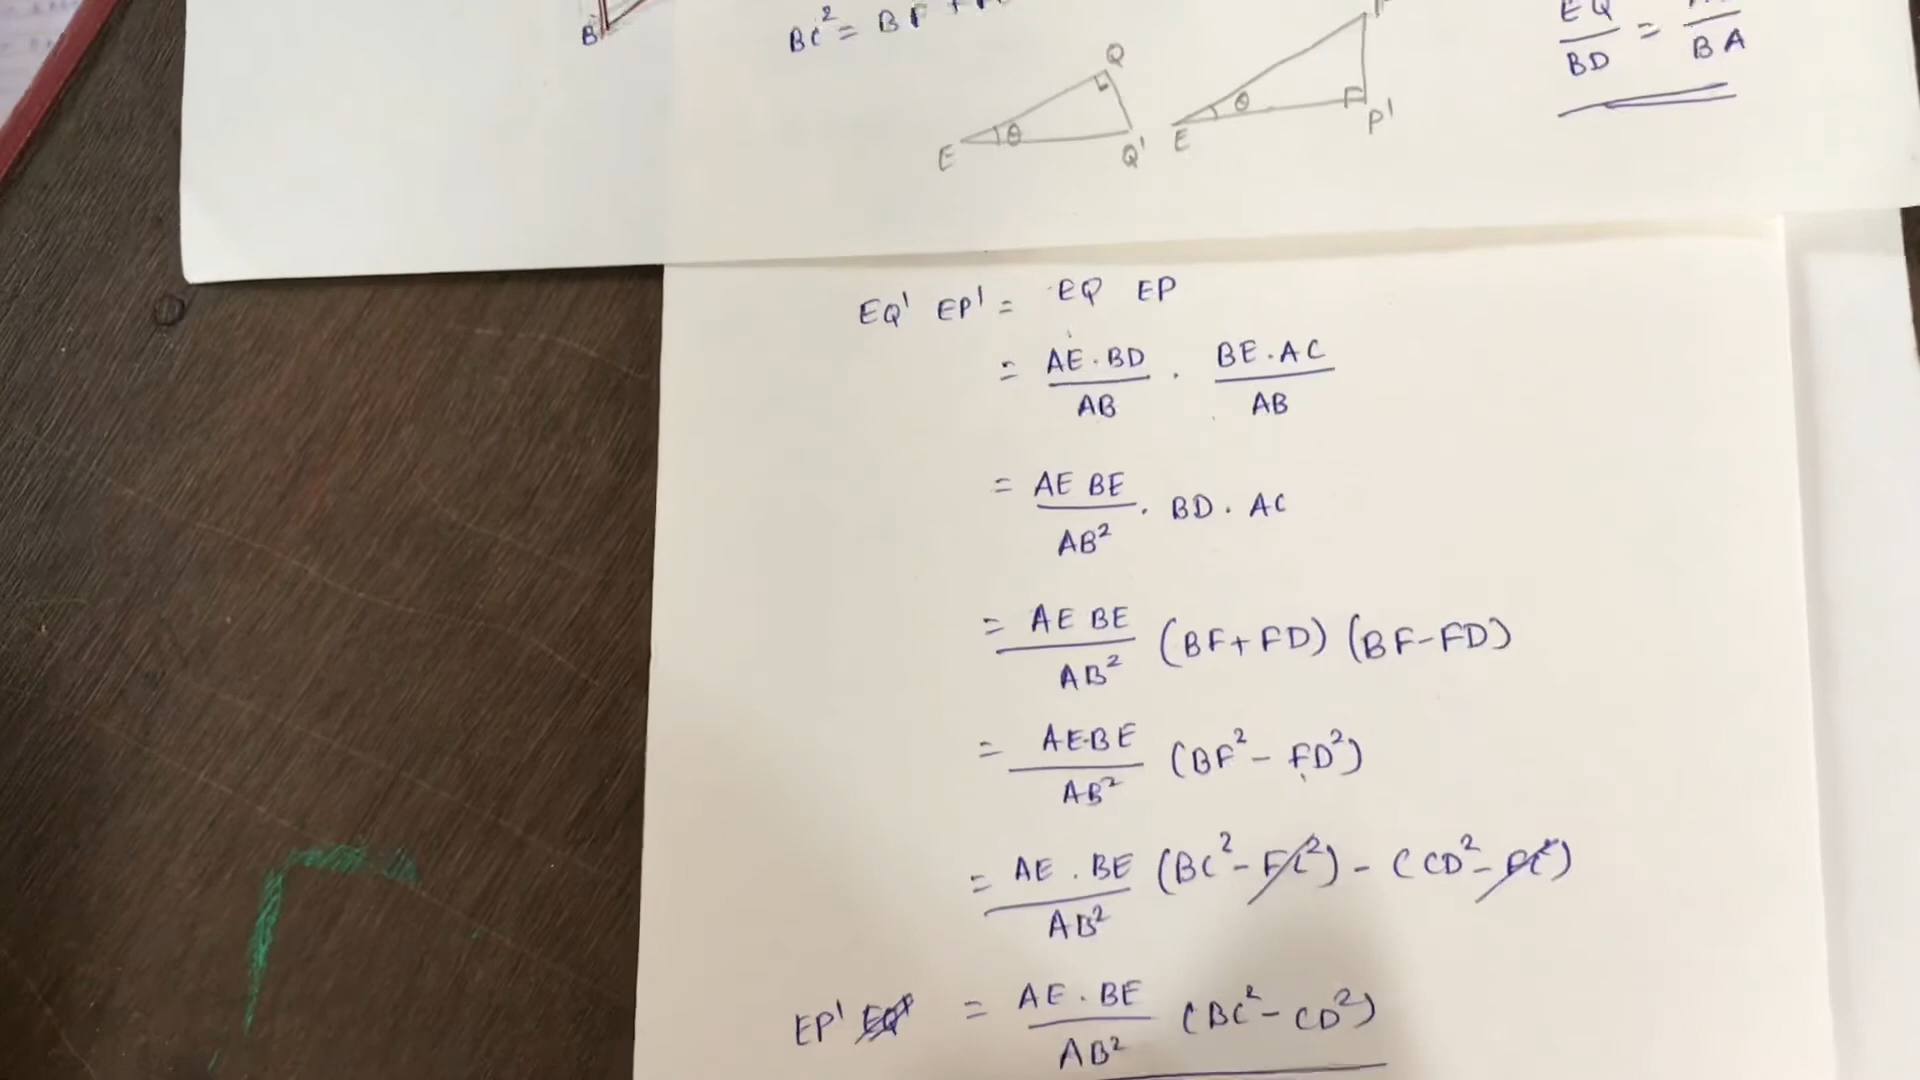 B
BC² = BF
EQ/BD = /BA
Q
θ
E
Q'
θ
E
P'
EQ' EP' = EQ EP
= AE·BD/AB · BE·AC/AB
= AE BE/AB² · BD · AC
= AE BE/AB² (BF+FD) (BF-FD)
= AE·BE/AB² (BF² - FD²)
= AE . BE/AB² (BC² - FC²) - (CD² - FC²)
EP' EQ' = AE . BE/AB² (BC² - CD²)